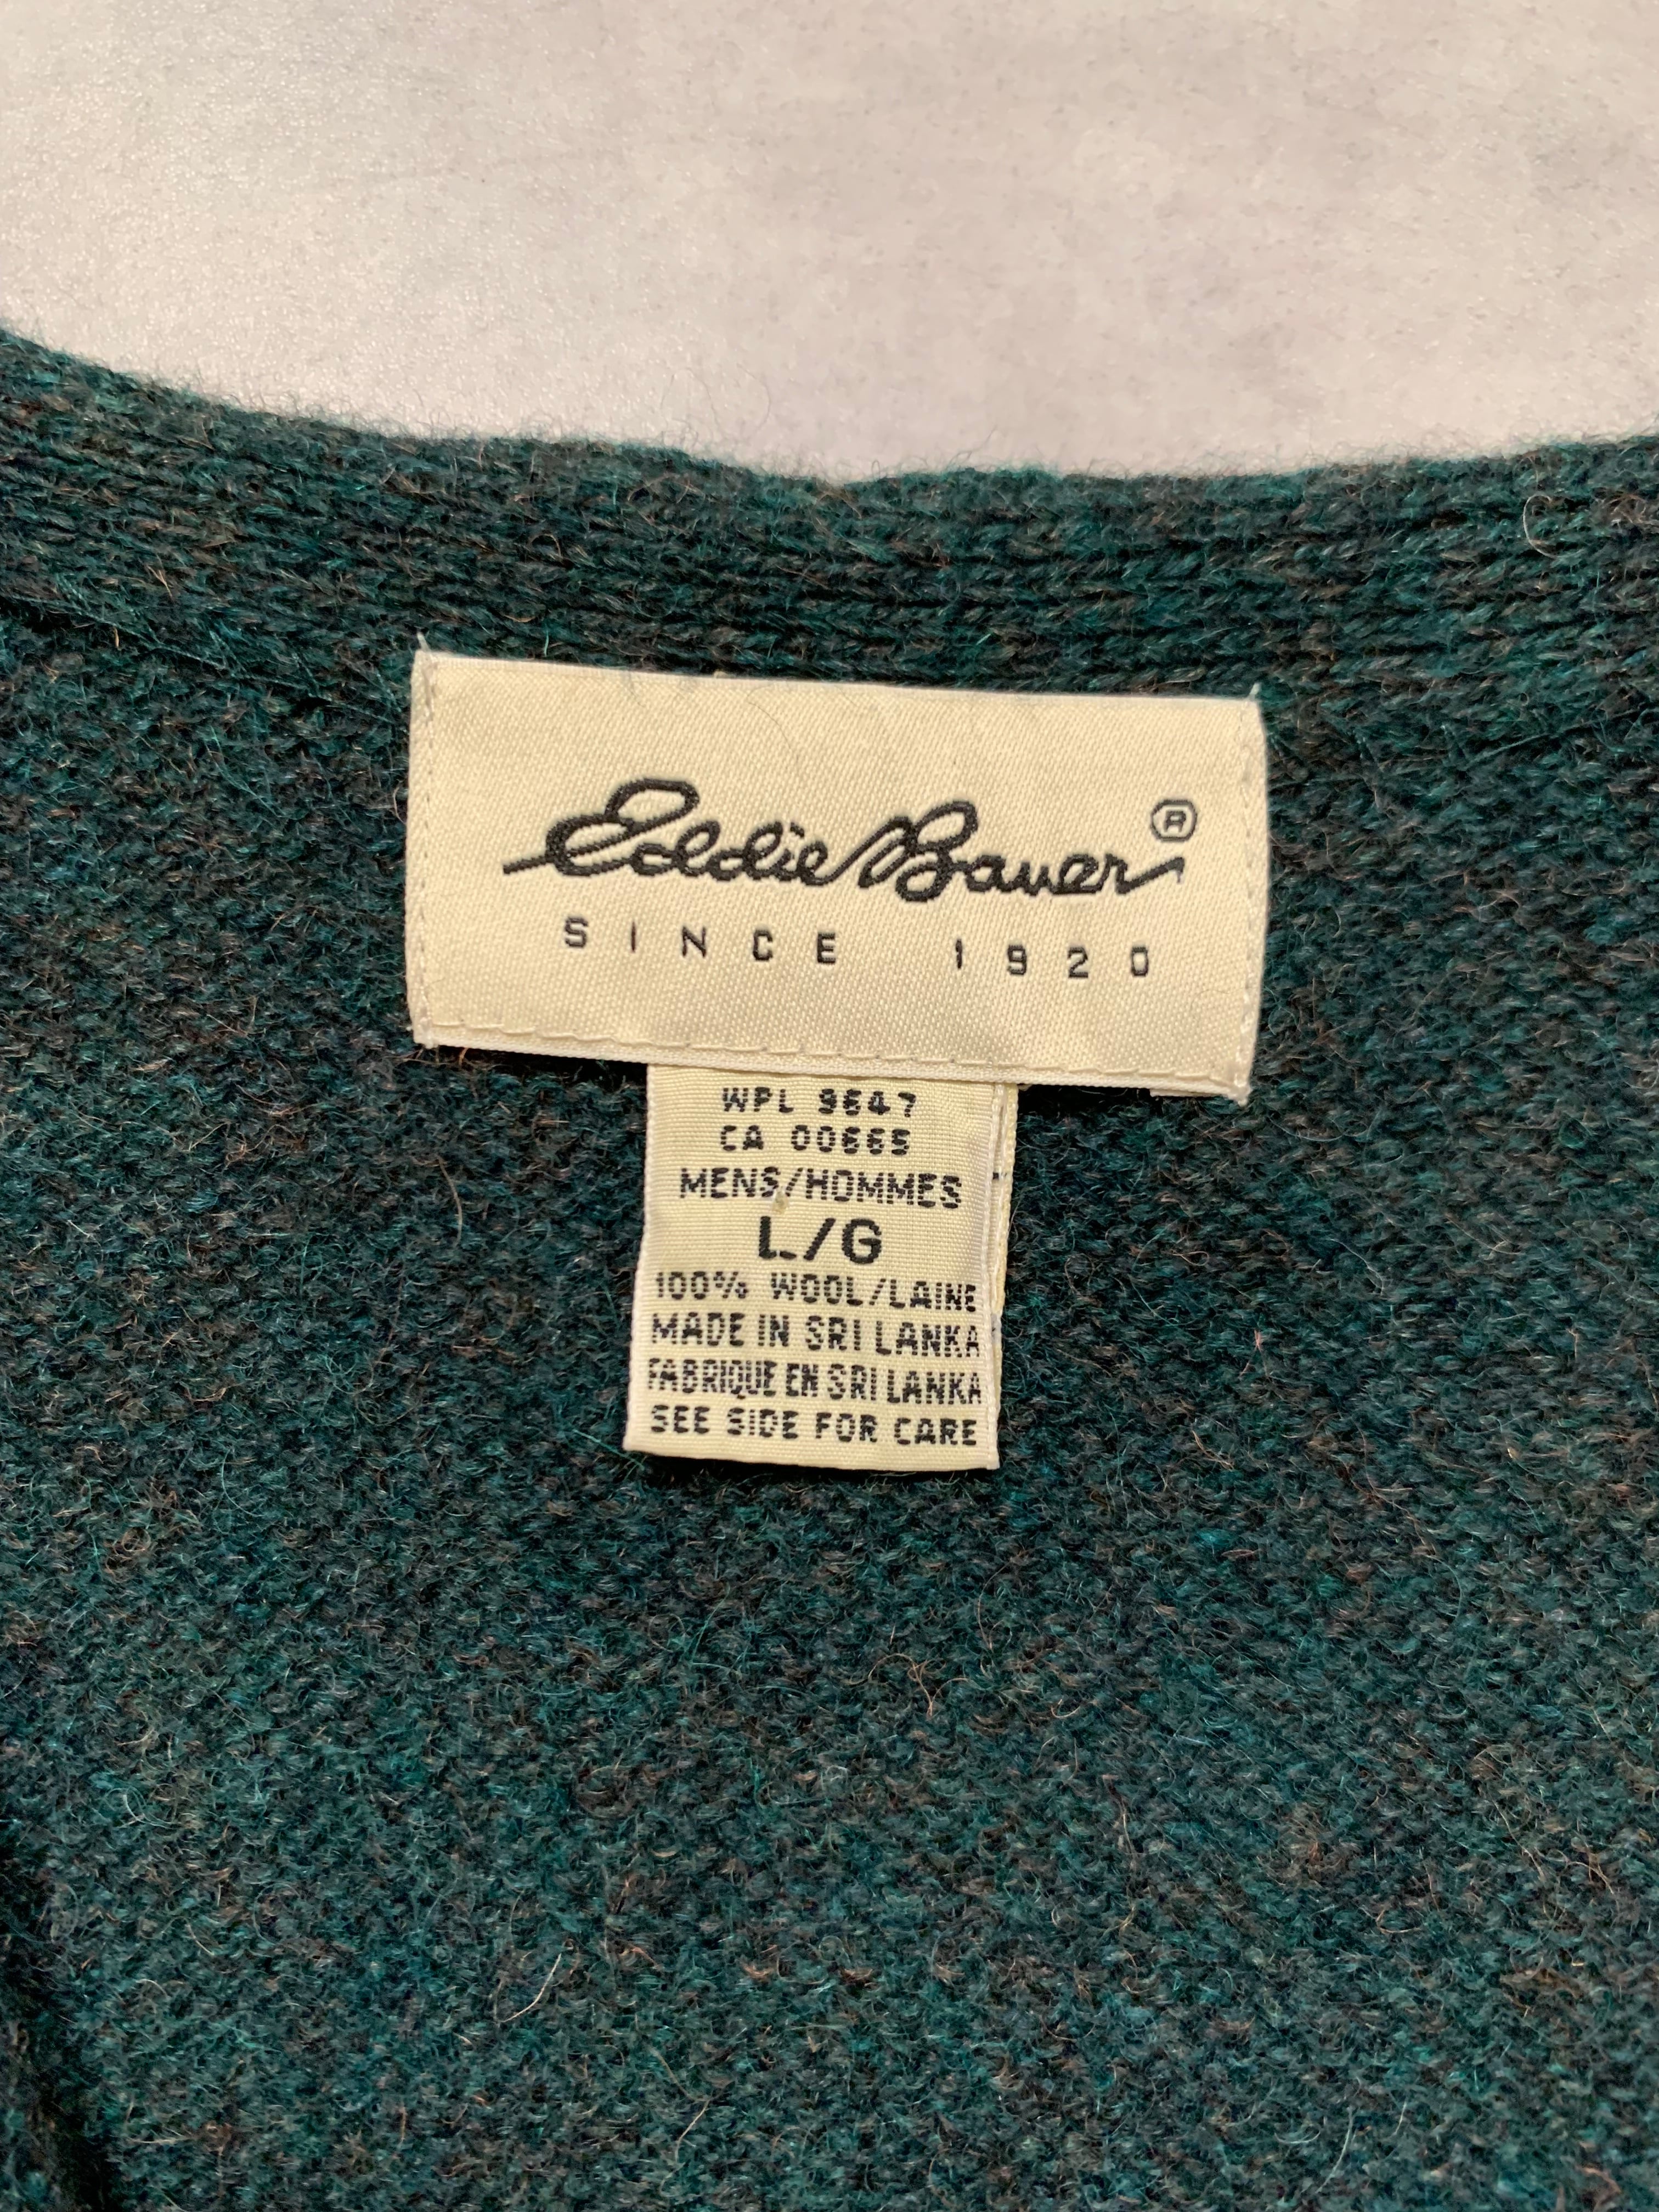 Eddie Bauer ®
SINCE 1920
WPL 9647
CA 00665
MENS/HOMMES
L/G
100% WOOL/LAINE
MADE IN SRI LANKA
FABRIQUE EN SRI LANKA
SEE SIDE FOR CARE